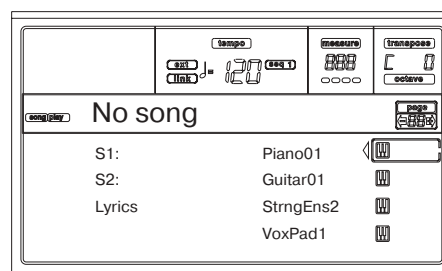 tempo measure transpose
ext
link ♩= 120 seq 1 888 C 0
octave
song play No song page
88
S1: Piano01
S2: Guitar01
Lyrics StrngEns2
VoxPad1